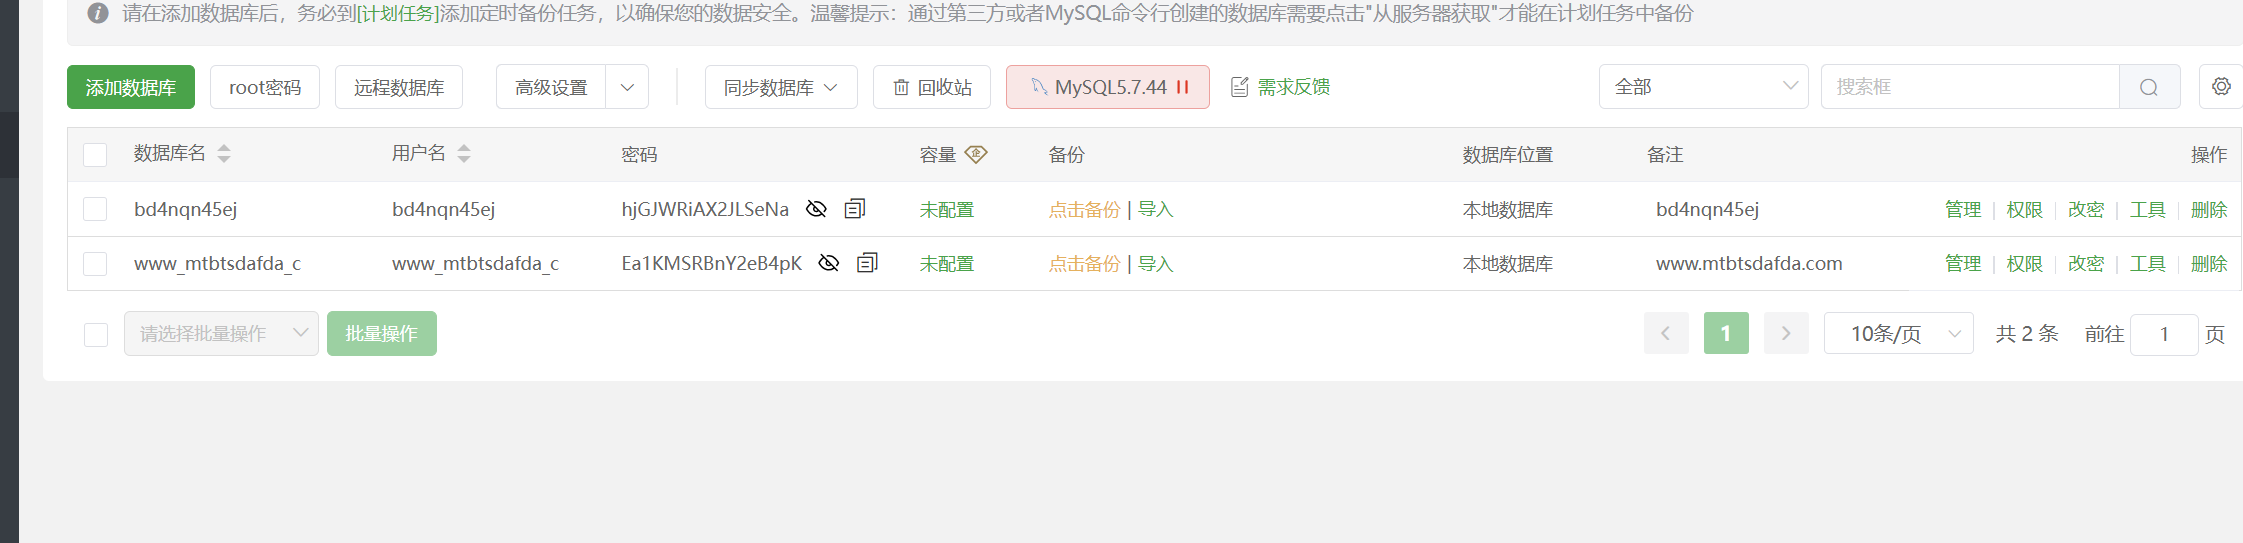 请在添加数据库后，务必到[计划任务]添加定时备份任务，以确保您的数据安全。温馨提示：通过第三方或者MySQL命令行创建的数据库需要点击"从服务器获取"才能在计划任务中备份
添加数据库 root密码 远程数据库 高级设置 同步数据库 回收站 MySQL5.7.44 需求反馈 全部 搜索框
数据库名 用户名 密码 容量 企 备份 数据库位置 备注 操作
bd4nqn45ej bd4nqn45ej hjGJWRiAX2JLSeNa 未配置 点击备份 | 导入 本地数据库 bd4nqn45ej 管理 | 权限 | 改密 | 工具 | 删除
www_mtbtsdafda_c www_mtbtsdafda_c Ea1KMSRBnY2eB4pK 未配置 点击备份 | 导入 本地数据库 www.mtbtsdafda.com 管理 | 权限 | 改密 | 工具 | 删除
请选择批量操作 批量操作 1 10条/页 共 2 条 前往 1 页